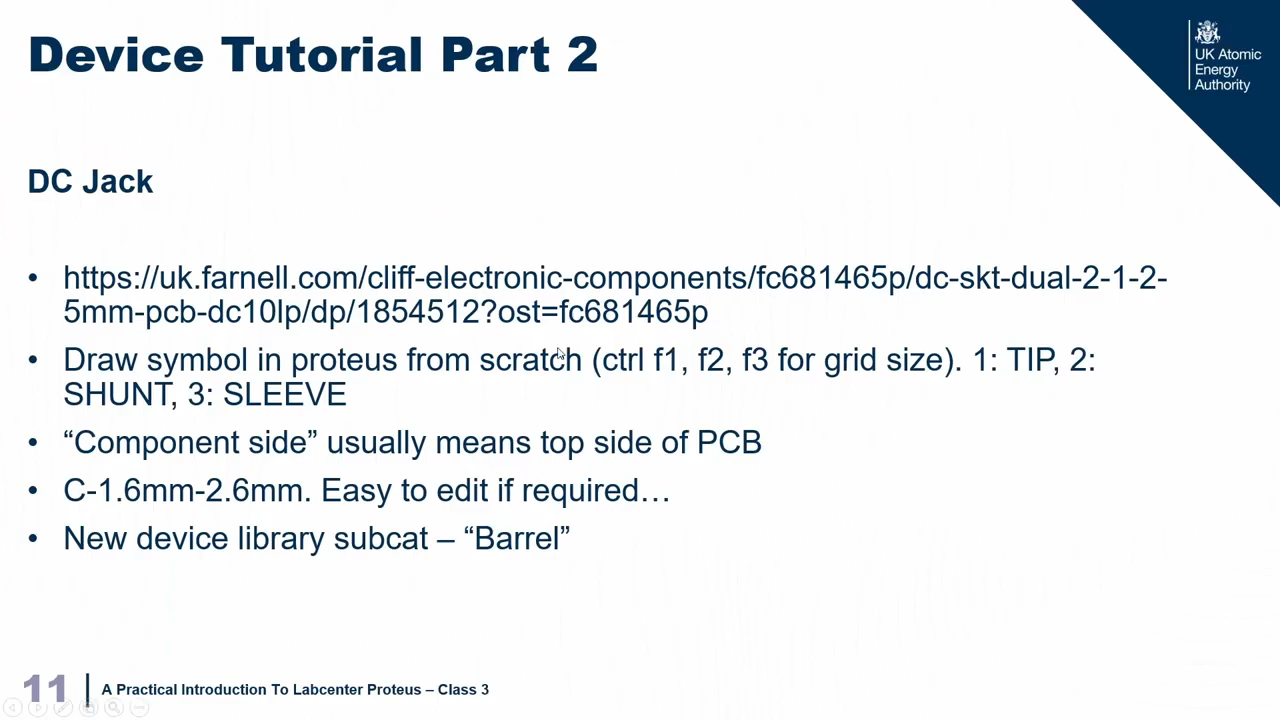 Device Tutorial Part 2
UK Atomic
Energy
Authority
DC Jack
• https://uk.farnell.com/cliff-electronic-components/fc681465p/dc-skt-dual-2-1-2-
5mm-pcb-dc10lp/dp/1854512?ost=fc681465p
• Draw symbol in proteus from scratch (ctrl f1, f2, f3 for grid size). 1: TIP, 2:
SHUNT, 3: SLEEVE
• “Component side” usually means top side of PCB
• C-1.6mm-2.6mm. Easy to edit if required…
• New device library subcat – “Barrel”
11
A Practical Introduction To Labcenter Proteus – Class 3